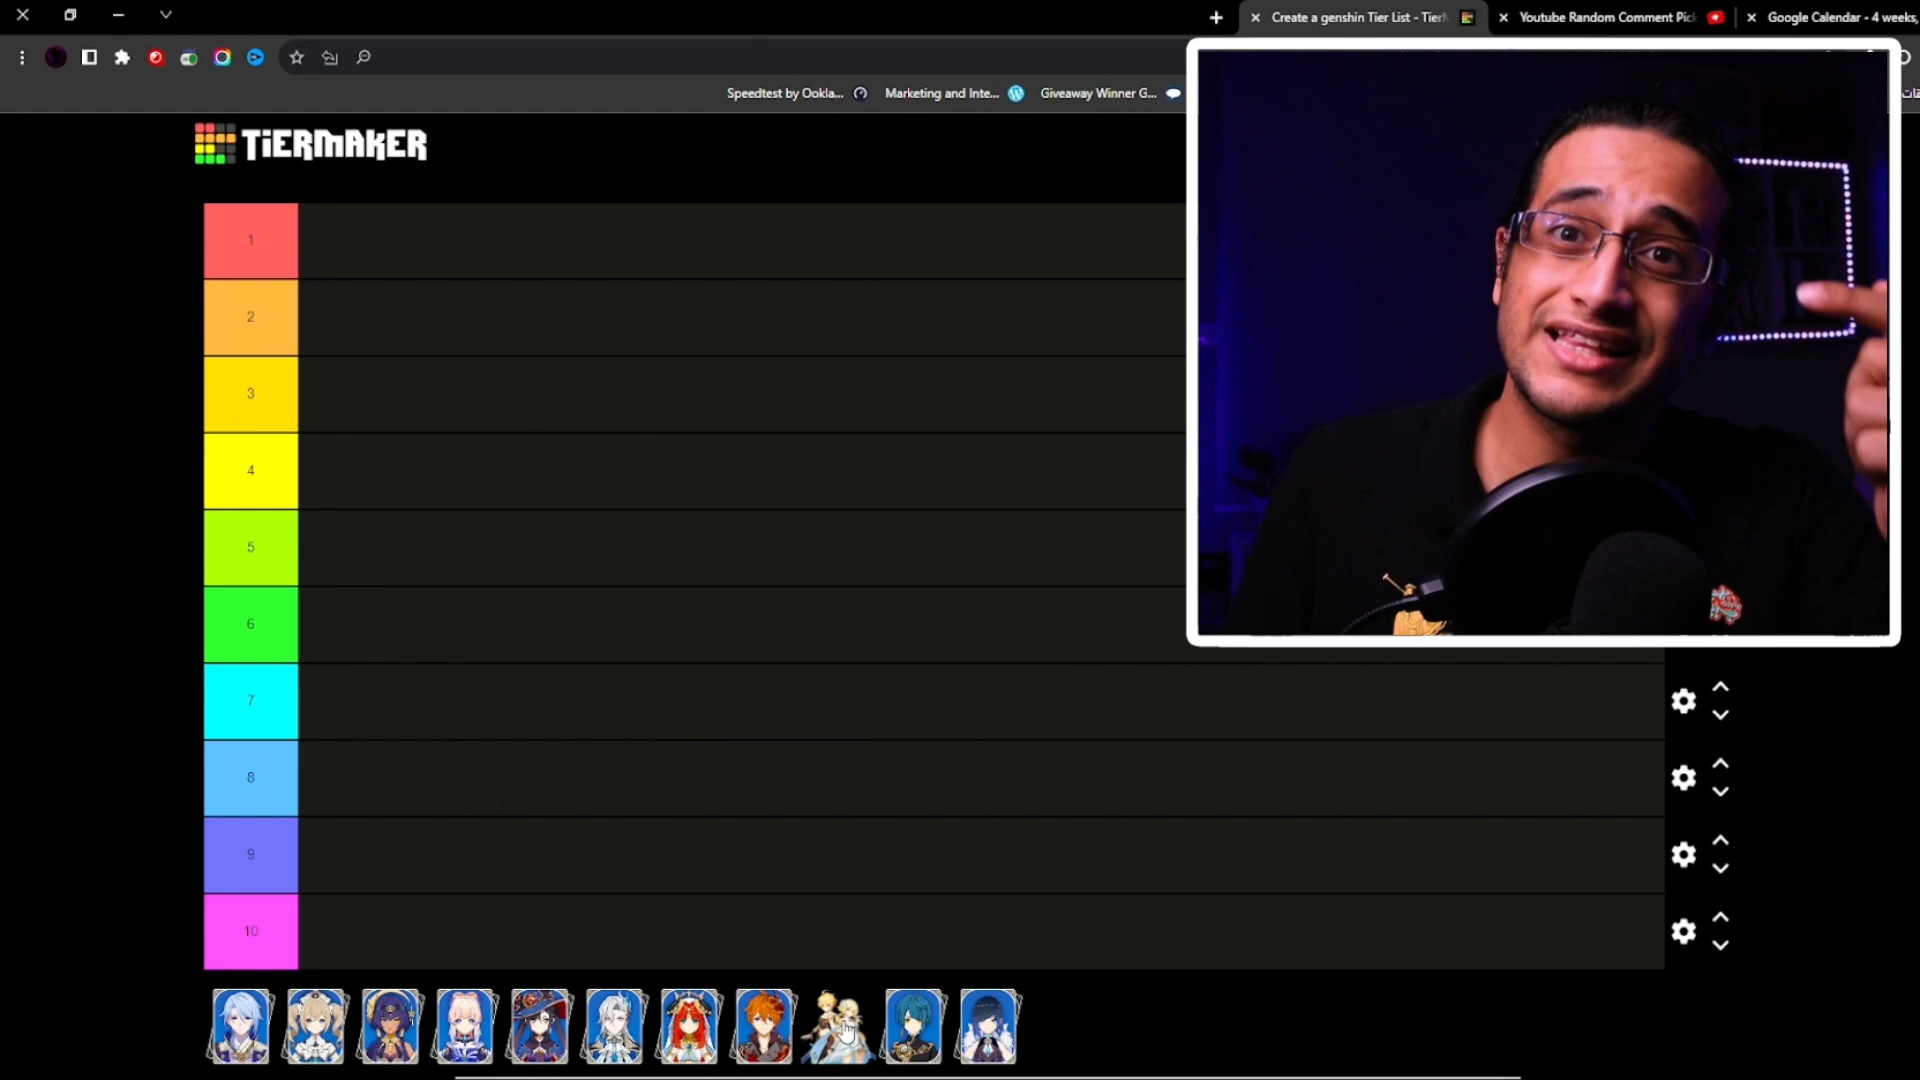 Create a genshin Tier List - Tier
Youtube Random Comment Pic
Google Calendar - 4 weeks,
Speedtest by Ookla...
Marketing and Inte...
Giveaway Winner G...
TiERMAKER
1
2
3
4
5
6
7
8
9
10